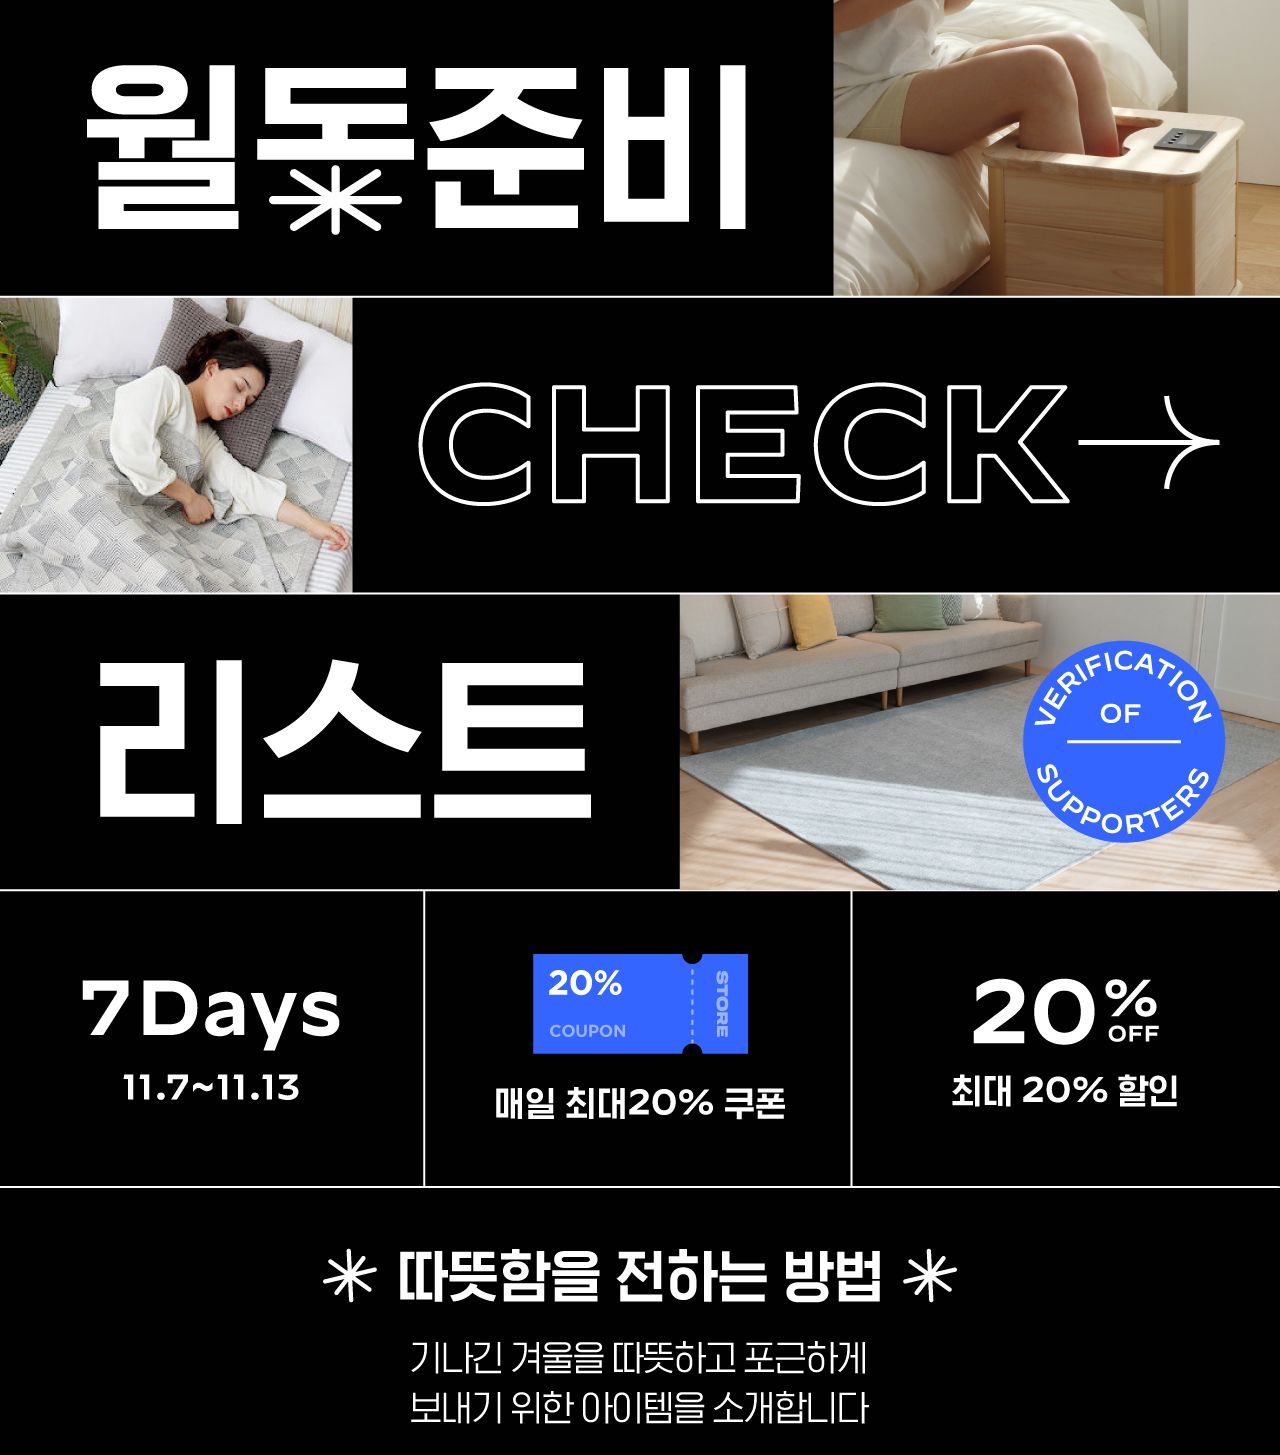 월동준비
CHECK
리스트
VERIFICATION
OF
SUPPORTERS
7Days
11.7~11.13
20%
COUPON
STORE
매일 최대20% 쿠폰
20%
OFF
최대 20% 할인
따뜻함을 전하는 방법
기나긴 겨울을 따뜻하고 포근하게
보내기 위한 아이템을 소개합니다